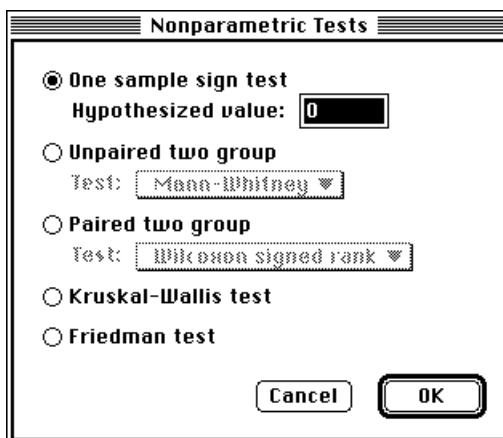 Nonparametric Tests
One sample sign test
Hypothesized value: 0
Unpaired two group
Test: Mann-Whitney
Paired two group
Test: Wilcoxon signed rank
Kruskal-Wallis test
Friedman test
Cancel OK